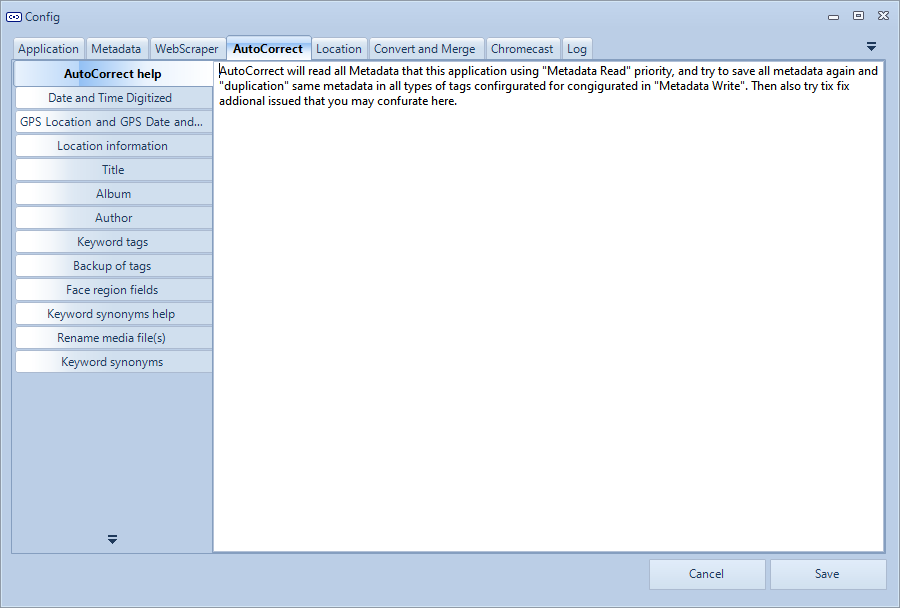 Config
Application Metadata WebScraper AutoCorrect Location Convert and Merge Chromecast Log
AutoCorrect help
Date and Time Digitized
GPS Location and GPS Date and...
Location information
Title
Album
Author
Keyword tags
Backup of tags
Face region fields
Keyword synonyms help
Rename media file(s)
Keyword synonyms
AutoCorrect will read all Metadata that this application using "Metadata Read" priority, and try to save all metadata again and
"duplication" same metadata in all types of tags confirgurated for congigurated in "Metadata Write". Then also try tix fix
addional issued that you may confurate here.
Cancel Save